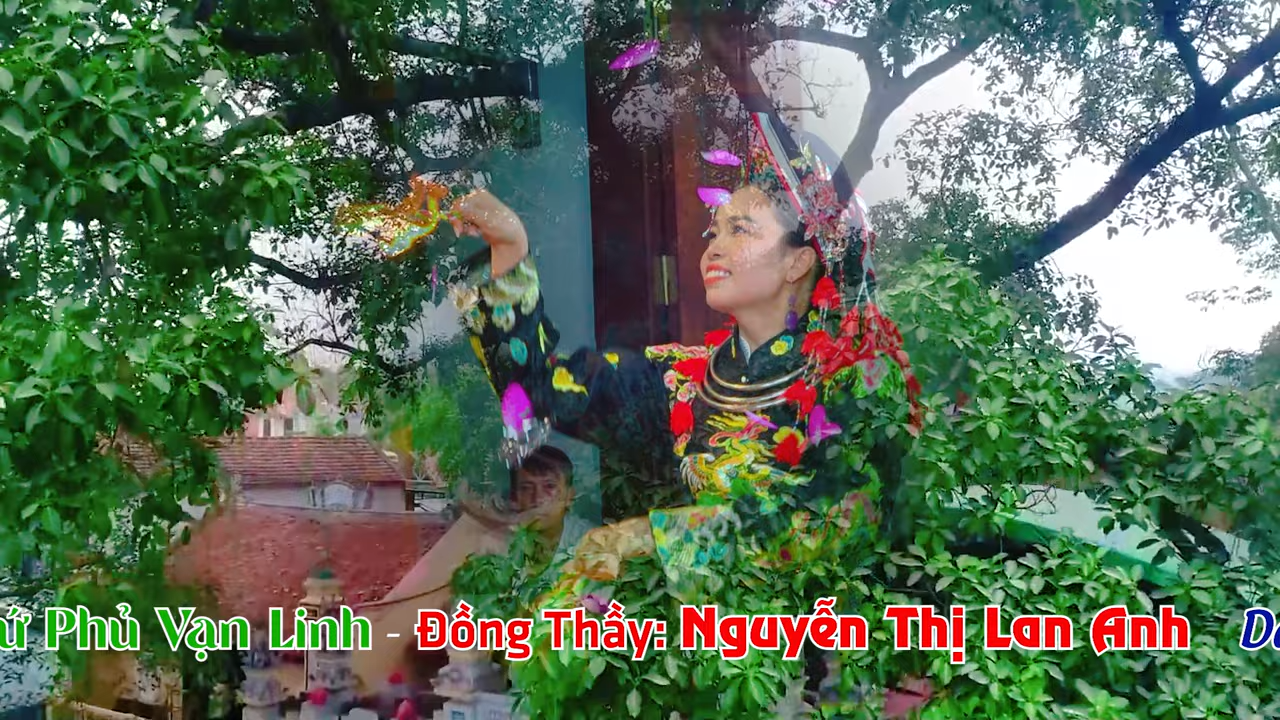 ứ Phủ Vạn Linh - Đồng Thầy: Nguyễn Thị Lan Anh